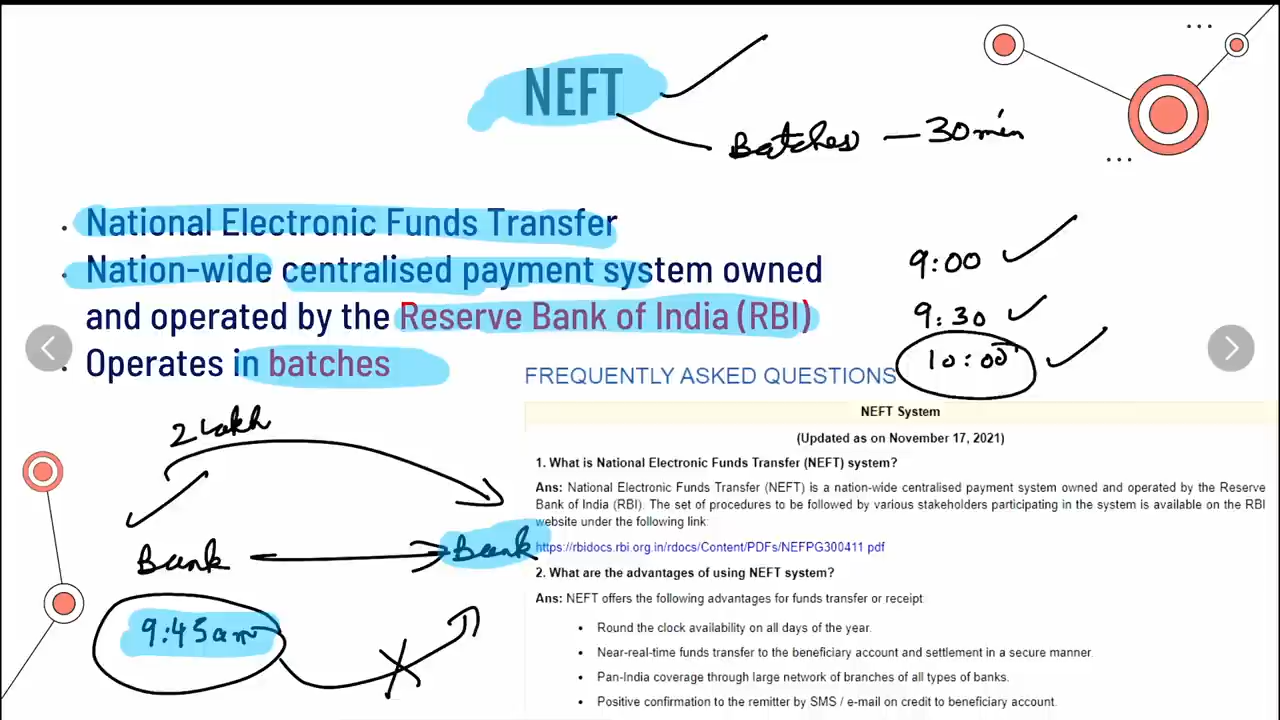 NEFT
Batches — 30 min
National Electronic Funds Transfer
Nation-wide centralised payment system owned
and operated by the Reserve Bank of India (RBI)
Operates in batches
9:00
9:30
10:00
2 Lakh
Bank
Bank
9:45am
FREQUENTLY ASKED QUESTIONS
NEFT System
(Updated as on November 17, 2021)
1. What is National Electronic Funds Transfer (NEFT) system?
Ans: National Electronic Funds Transfer (NEFT) is a nation-wide centralised payment system owned and operated by the Reserve
Bank of India (RBI). The set of procedures to be followed by various stakeholders participating in the system is available on the RBI
website under the following link:
https://rbidocs.rbi.org.in/rdocs/Content/PDFs/NEFPG300411.pdf
2. What are the advantages of using NEFT system?
Ans: NEFT offers the following advantages for funds transfer or receipt:
• Round the clock availability on all days of the year.
• Near-real-time funds transfer to the beneficiary account and settlement in a secure manner.
• Pan-India coverage through large network of branches of all types of banks.
• Positive confirmation to the remitter by SMS / e-mail on credit to beneficiary account.